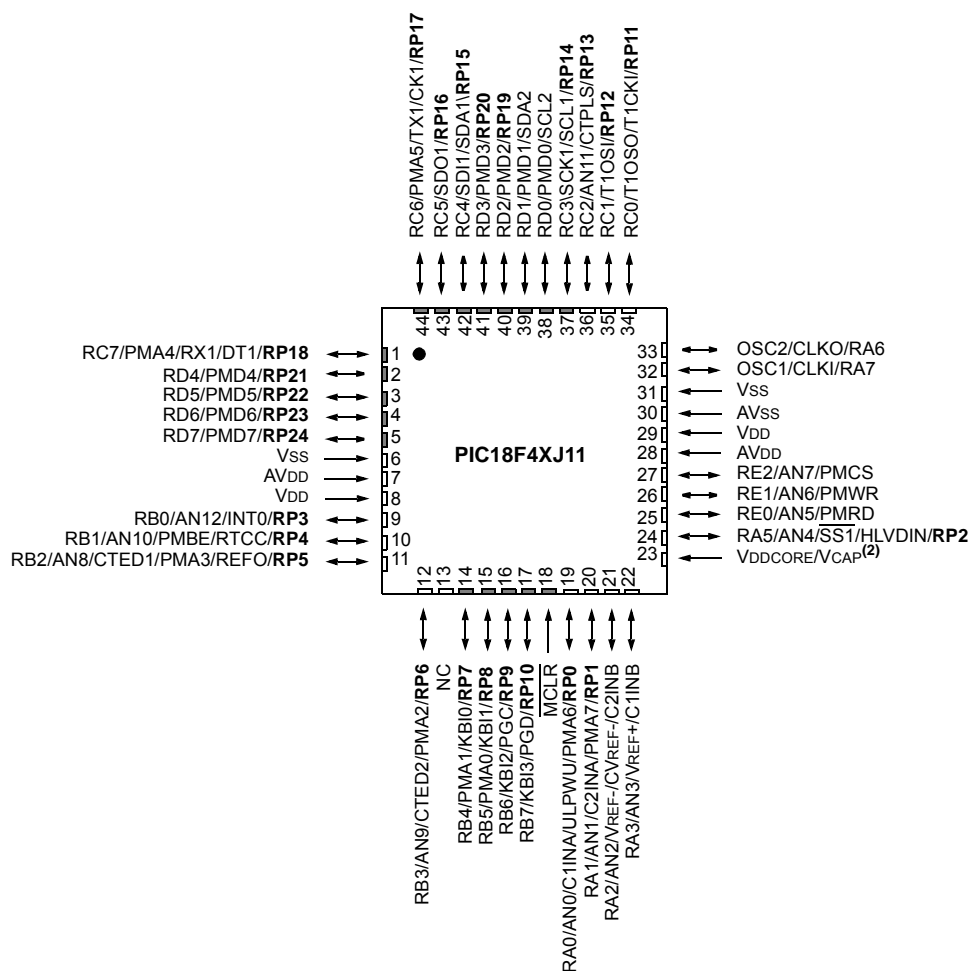 RC6/PMA5/TX1/CK1/RP17
RC5/SDO1/RP16
RC4/SDI1/SDA1\RP15
RD3/PMD3/RP20
RD2/PMD2/RP19
RD1/PMD1/SDA2
RD0/PMD0/SCL2
RC3\SCK1/SCL1/RP14
RC2/AN11/CTPLS/RP13
RC1/T1OSI/RP12
RC0/T1OSO/T1CKI/RP11
44
43
42
41
40
39
38
37
36
35
34
RC7/PMA4/RX1/DT1/RP18 1
RD4/PMD4/RP21 2
RD5/PMD5/RP22 3
RD6/PMD6/RP23 4
RD7/PMD7/RP24 5
VSS 6
AVDD 7
VDD 8
RB0/AN12/INT0/RP3 9
RB1/AN10/PMBE/RTCC/RP4 10
RB2/AN8/CTED1/PMA3/REFO/RP5 11
PIC18F4XJ11
33 OSC2/CLKO/RA6
32 OSC1/CLKI/RA7
31 VSS
30 AVSS
29 VDD
28 AVDD
27 RE2/AN7/PMCS
26 RE1/AN6/PMWR
25 RE0/AN5/PMRD
24 RA5/AN4/SS1/HLVDIN/RP2
23 VDDCORE/VCAP(2)
12
13
14
15
16
17
18
19
20
21
22
RB3/AN9/CTED2/PMA2/RP6
NC
RB4/PMA1/KBI0/RP7
RB5/PMA0/KBI1/RP8
RB6/KBI2/PGC/RP9
RB7/KBI3/PGD/RP10
MCLR
RA0/AN0/C1INA/ULPWU/PMA6/RP0
RA1/AN1/C2INA/PMA7/RP1
RA2/AN2/VREF-/CVREF-/C2INB
RA3/AN3/VREF+/C1INB